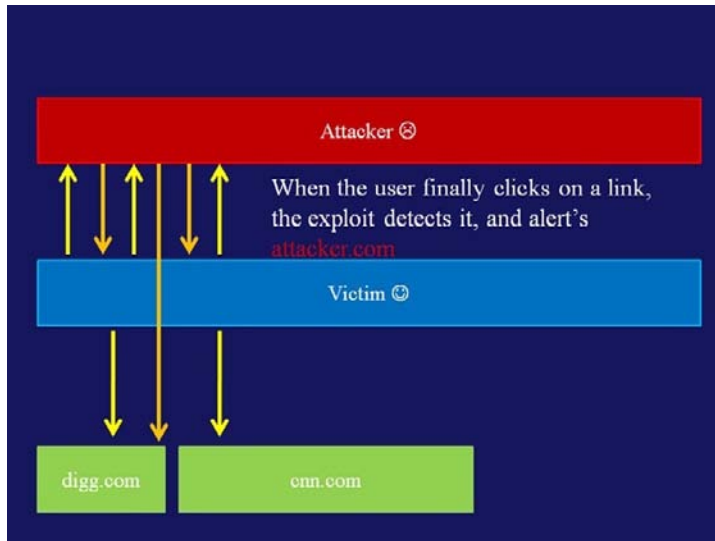 Attacker ☹
When the user finally clicks on a link,
the exploit detects it, and alert's
attacker.com
Victim ☺
digg.com
cnn.com